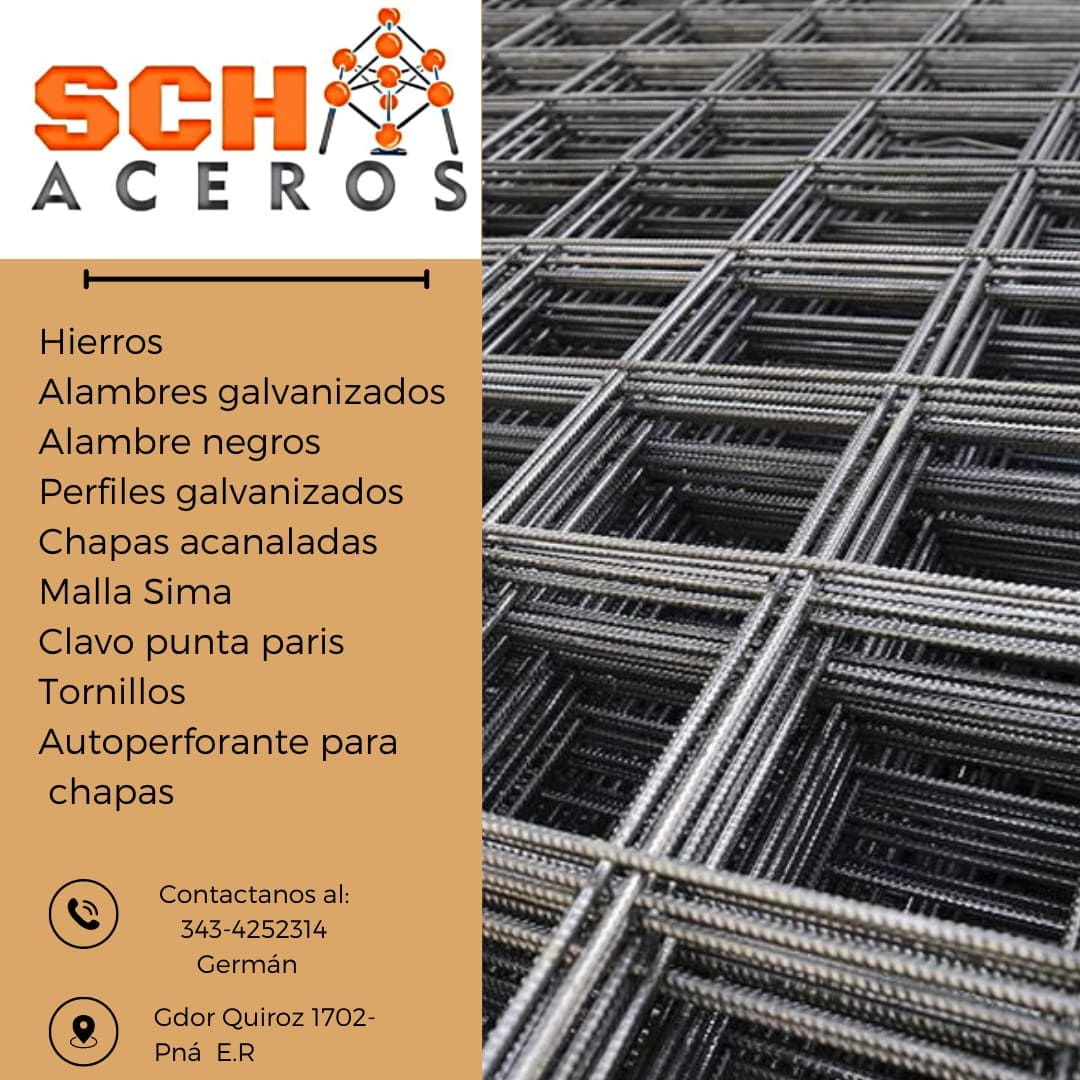 SCH
ACEROS
Hierros
Alambres galvanizados
Alambre negros
Perfiles galvanizados
Chapas acanaladas
Malla Sima
Clavo punta paris
Tornillos
Autoperforante para
chapas
Contactanos al:
343-4252314
Germán
Gdor Quiroz 1702-
Pná E.R